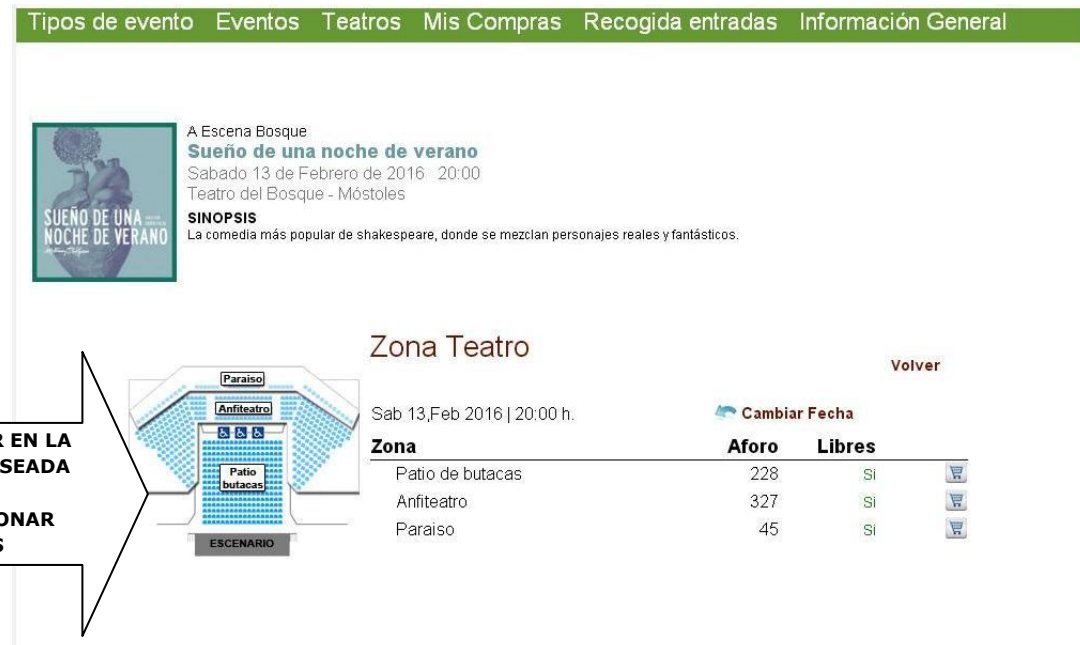 Tipos de evento Eventos Teatros Mis Compras Recogida entradas Información General
A Escena Bosque
Sueño de una noche de verano
Sabado 13 de Febrero de 2016 20:00
Teatro del Bosque - Móstoles
SINOPSIS
La comedia más popular de shakespeare, donde se mezclan personajes reales y fantásticos.
SUEÑO DE UNA
NOCHE DE VERANO
Zona Teatro
Volver
Sab 13,Feb 2016 | 20:00 h.
Cambiar Fecha
Zona Aforo Libres
Patio de butacas 228 Si
Anfiteatro 327 Si
Paraiso 45 Si
Paraiso
Anfiteatro
Patio
butacas
ESCENARIO
R EN LA
SEADA
ONAR
S